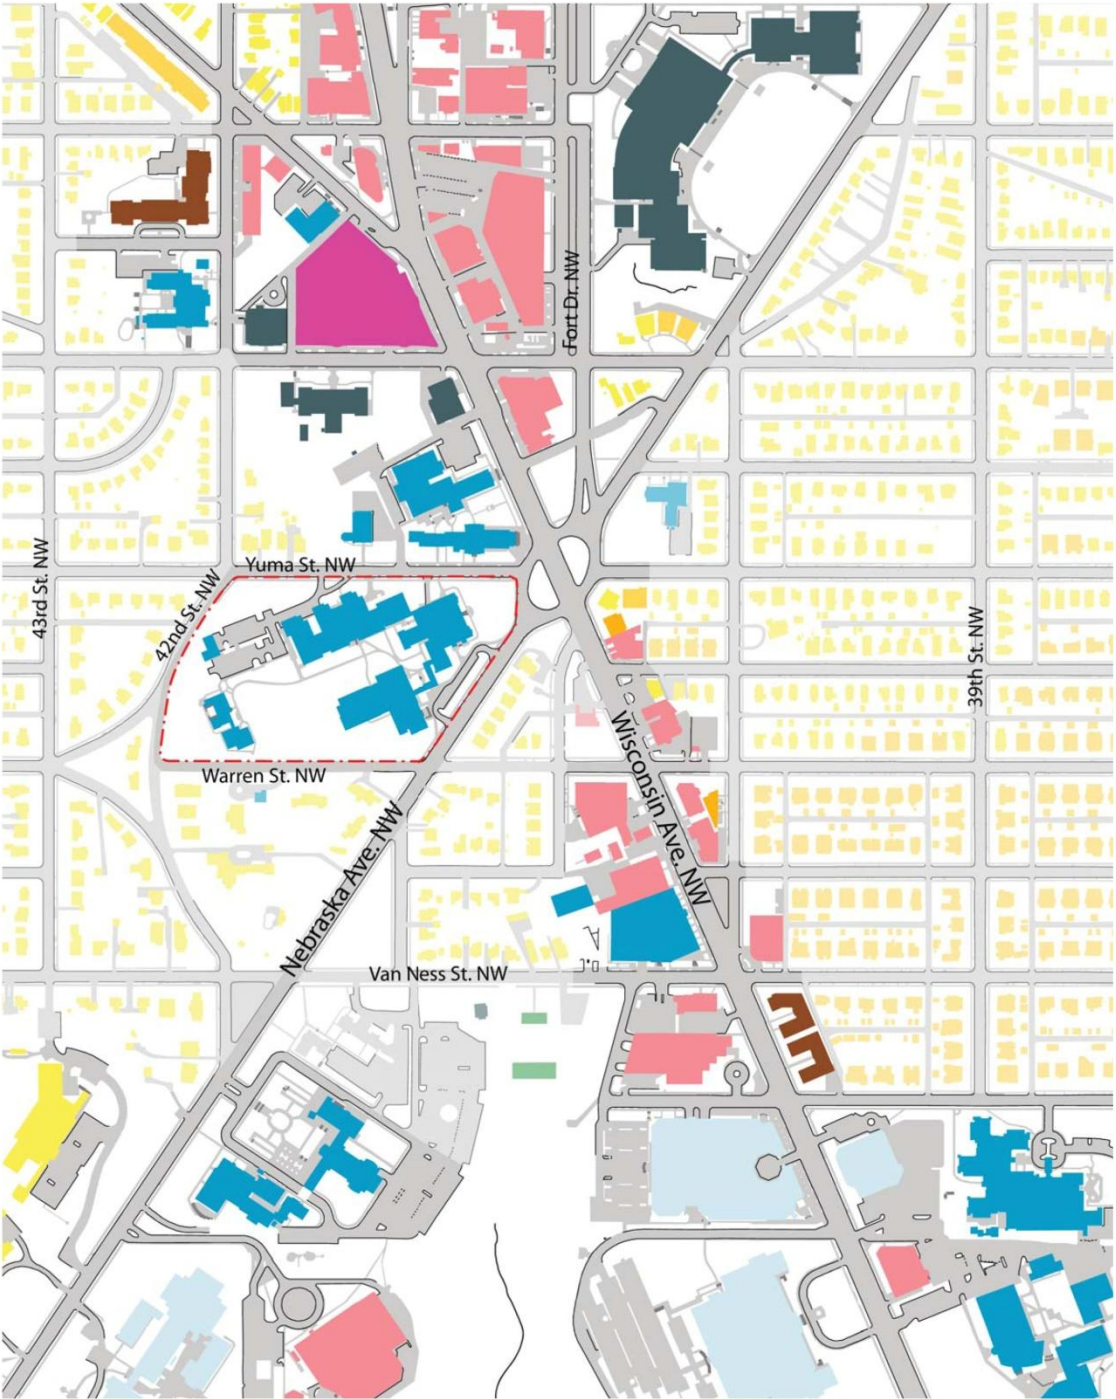 Fort Dr. NW
43rd St. NW
Yuma St. NW
42nd St. NW
39th St. NW
Wisconsin Ave. NW
Warren St. NW
Nebraska Ave. NW
Van Ness St. NW